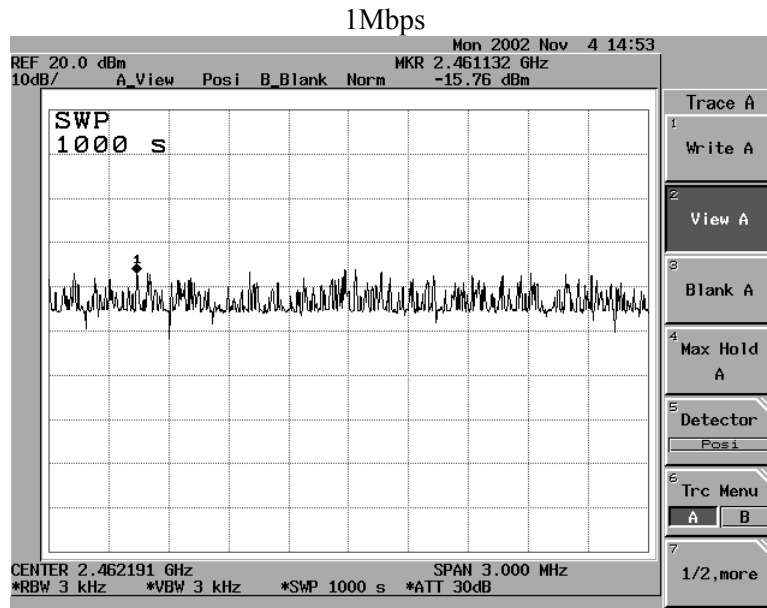 1Mbps
Mon 2002 Nov 4 14:53
REF 20.0 dBm MKR 2.461132 GHz
10dB/ A_View Posi B_Blank Norm -15.76 dBm
SWP
1000 s
1
Trace A
1
Write A
2
View A
3
Blank A
4
Max Hold
A
5
Detector
Posi
6
Trc Menu
A B
7
1/2,more
CENTER 2.462191 GHz SPAN 3.000 MHz
*RBW 3 kHz *VBW 3 kHz *SWP 1000 s *ATT 30dB